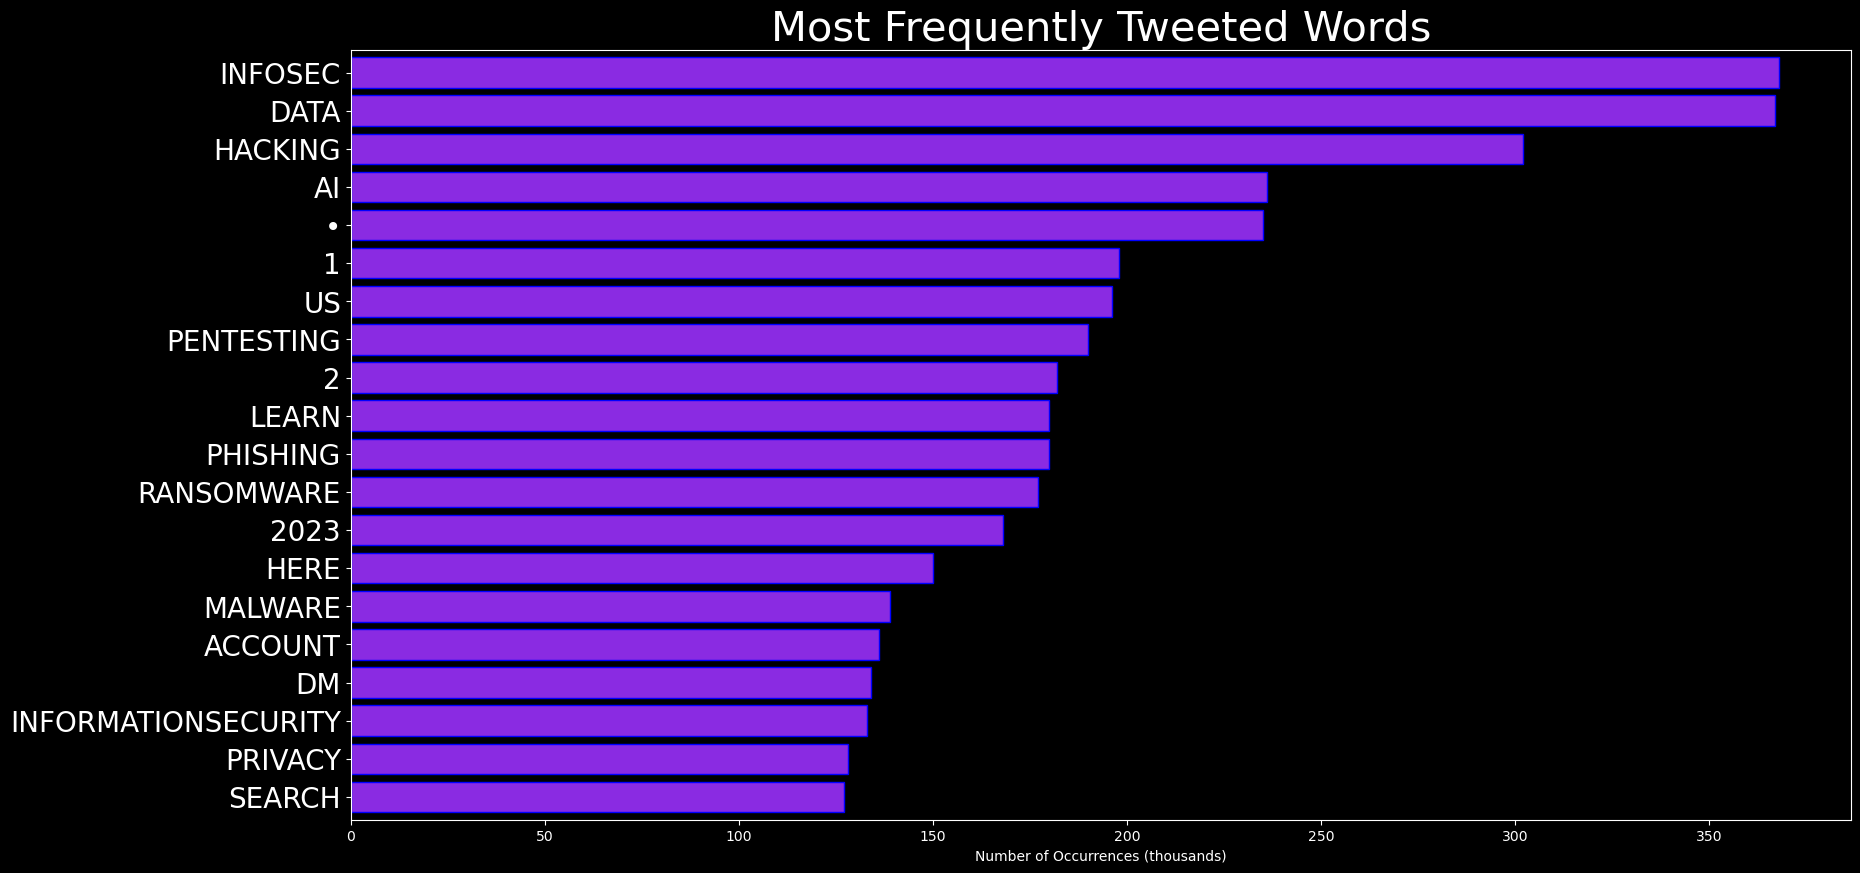 Most Frequently Tweeted Words
INFOSEC
DATA
HACKING
AI
•
1
US
PENTESTING
2
LEARN
PHISHING
RANSOMWARE
2023
HERE
MALWARE
ACCOUNT
DM
INFORMATIONSECURITY
PRIVACY
SEARCH
0 50 100 150 200 250 300 350
Number of Occurrences (thousands)